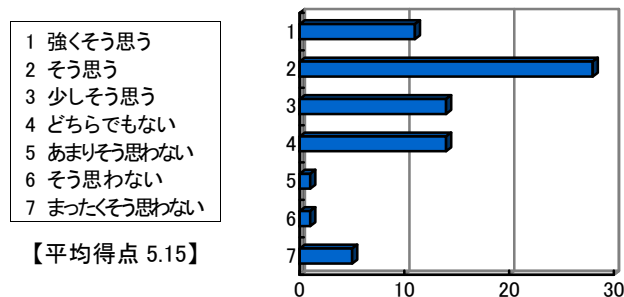 1 強くそう思う
2 そう思う
3 少しそう思う
4 どちらでもない
5 あまりそう思わない
6 そう思わない
7 まったくそう思わない
【平均得点 5.15】
1
2
3
4
5
6
7
0 10 20 30